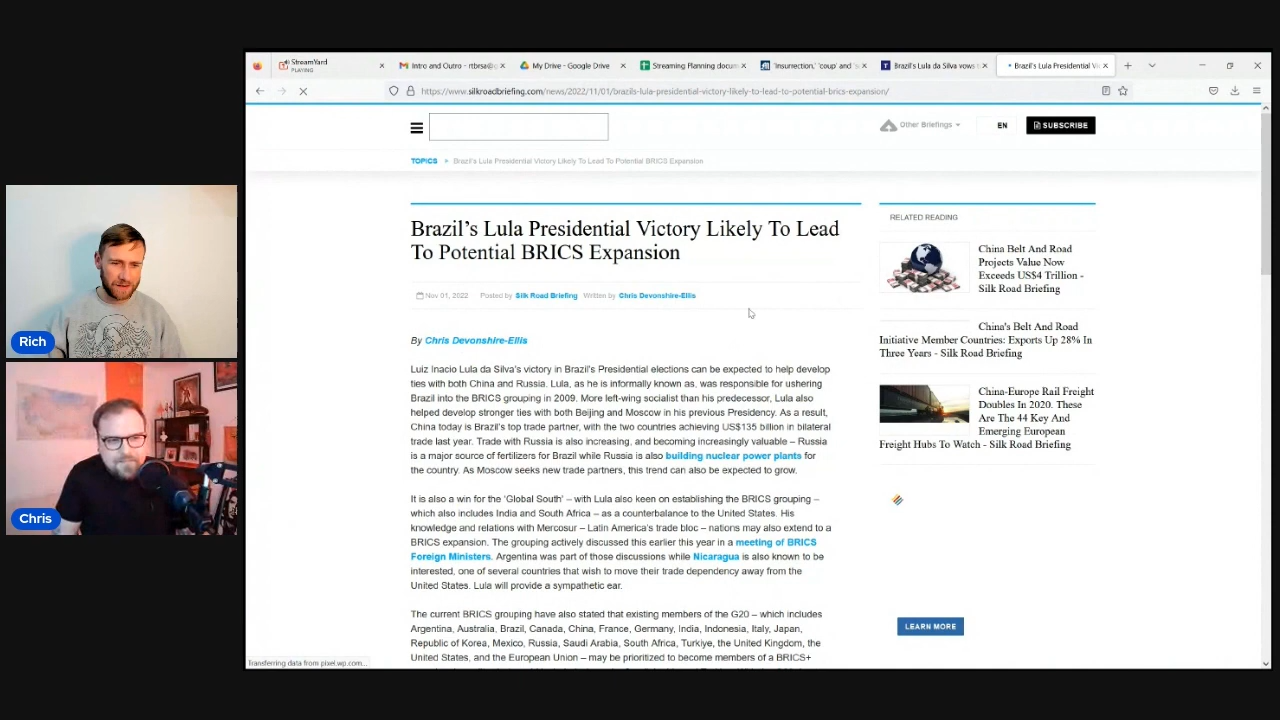 StreamYard
PLAYING
Intro and Outro - rtbrsa@g
My Drive - Google Drive
Streaming Planning docum
'Insurrection,' 'coup' and 's
Brazil's Lula da Silva vows t
Brazil's Lula Presidential Vi
https://www.silkroadbriefing.com/news/2022/11/01/brazils-lula-presidential-victory-likely-to-lead-to-potential-brics-expansion/
Other Briefings
EN
SUBSCRIBE
TOPICS > Brazil's Lula Presidential Victory Likely To Lead To Potential BRICS Expansion
Brazil's Lula Presidential Victory Likely To Lead
To Potential BRICS Expansion
Nov 01, 2022 Posted by Silk Road Briefing Written by Chris Devonshire-Ellis
By Chris Devonshire-Ellis
Luiz Inacio Lula da Silva's victory in Brazil's Presidential elections can be expected to help develop
ties with both China and Russia. Lula, as he is informally known as, was responsible for ushering
Brazil into the BRICS grouping in 2009. More left-wing socialist than his predecessor, Lula also
helped develop stronger ties with both Beijing and Moscow in his previous Presidency. As a result,
China today is Brazil's top trade partner, with the two countries achieving US$135 billion in bilateral
trade last year. Trade with Russia is also increasing, and becoming increasingly valuable – Russia
is a major source of fertilizers for Brazil while Russia is also building nuclear power plants for
the country. As Moscow seeks new trade partners, this trend can also be expected to grow.
It is also a win for the 'Global South' – with Lula also keen on establishing the BRICS grouping –
which also includes India and South Africa – as a counterbalance to the United States. His
knowledge and relations with Mercosur – Latin America's trade bloc – nations may also extend to a
BRICS expansion. The grouping actively discussed this earlier this year in a meeting of BRICS
Foreign Ministers. Argentina was part of those discussions while Nicaragua is also known to be
interested, one of several countries that wish to move their trade dependency away from the
United States. Lula will provide a sympathetic ear.
The current BRICS grouping have also stated that existing members of the G20 – which includes
Argentina, Australia, Brazil, Canada, China, France, Germany, India, Indonesia, Italy, Japan,
Republic of Korea, Mexico, Russia, Saudi Arabia, South Africa, Turkiye, the United Kingdom, the
United States, and the European Union – may be prioritized to become members of a BRICS+
RELATED READING
China Belt And Road
Projects Value Now
Exceeds US$4 Trillion -
Silk Road Briefing
China's Belt And Road
Initiative Member Countries: Exports Up 28% In
Three Years - Silk Road Briefing
China-Europe Rail Freight
Doubles In 2020. These
Are The 44 Key And
Emerging European
Freight Hubs To Watch - Silk Road Briefing
LEARN MORE
Transferring data from pixel.wp.com...
Rich
Chris